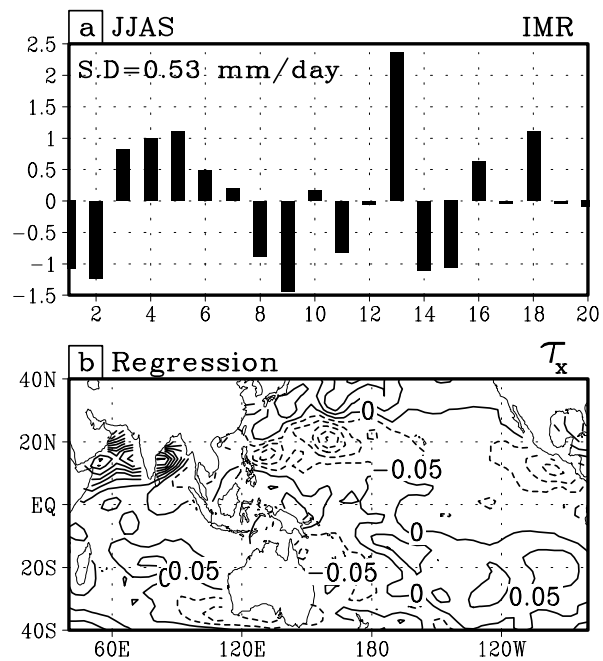 a JJAS IMR
S.D=0.53 mm/day
2.5
2
1.5
1
0.5
0
−0.5
−1
−1.5
2 4 6 8 10 12 14 16 18 20
b Regression τx
40N
20N
EQ
20S
40S
0
−0.05
0
0.05
−0.05
0
0.05
60E 120E 180 120W